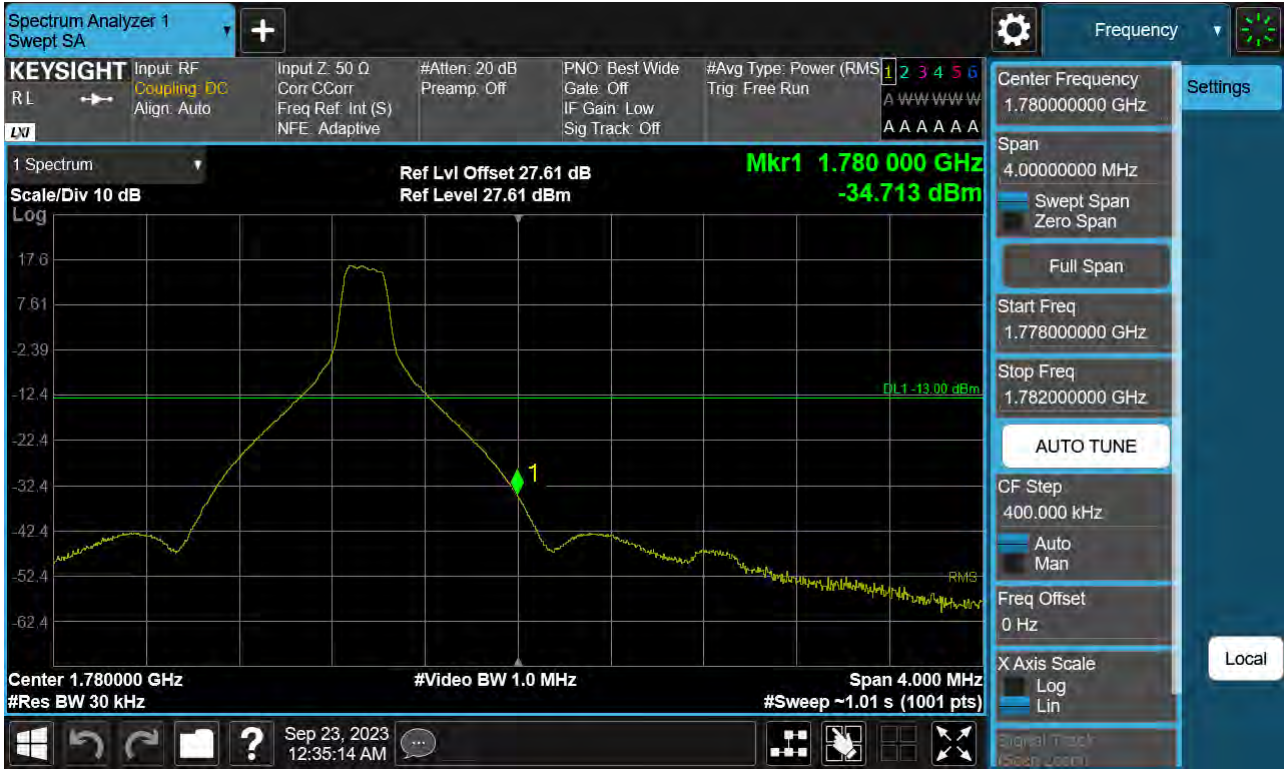 Spectrum Analyzer 1
Swept SA
+
Frequency
KEYSIGHT
R L
LXI
Input: RF
Coupling: DC
Align: Auto
Input Z: 50 Ω
Corr CCorr
Freq Ref: Int (S)
NFE: Adaptive
#Atten: 20 dB
Preamp: Off
PNO: Best Wide
Gate: Off
IF Gain: Low
Sig Track: Off
#Avg Type: Power (RMS
Trig: Free Run
1 2 3 4 5 6
A W W W W W
A A A A A A
1 Spectrum
Scale/Div 10 dB
Log
Ref Lvl Offset 27.61 dB
Ref Level 27.61 dBm
Mkr1 1.780 000 GHz
-34.713 dBm
17.6
7.61
-2.39
-12.4
-22.4
-32.4
-42.4
-52.4
-62.4
DL1 -13.00 dBm
1
RMS
Center 1.780000 GHz
#Res BW 30 kHz
#Video BW 1.0 MHz
Span 4.000 MHz
#Sweep ~1.01 s (1001 pts)
Center Frequency
1.780000000 GHz
Settings
Span
4.00000000 MHz
Swept Span
Zero Span
Full Span
Start Freq
1.778000000 GHz
Stop Freq
1.782000000 GHz
AUTO TUNE
CF Step
400.000 kHz
Auto
Man
Freq Offset
0 Hz
X Axis Scale
Log
Lin
Local
Signal Track
(Span Zoom)
?
Sep 23, 2023
12:35:14 AM